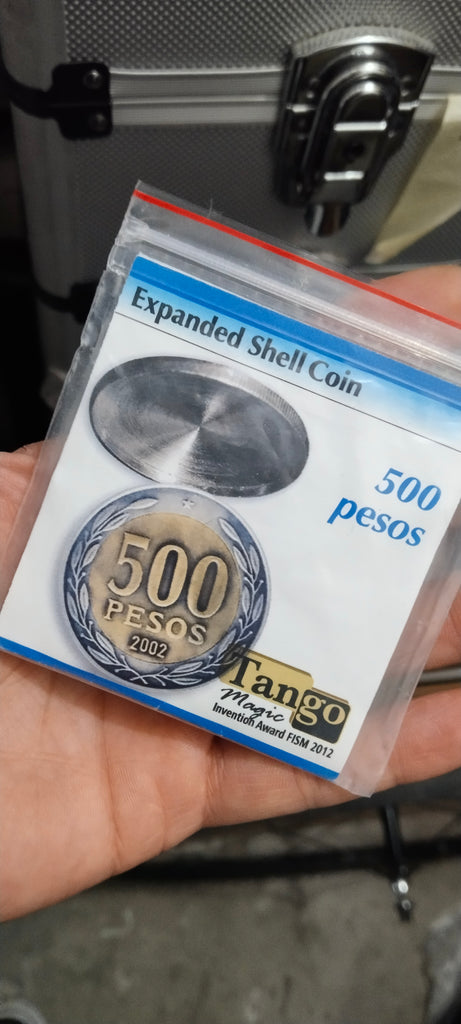 Expanded Shell Coin
500
pesos
500
PESOS
2002
Tango
Magic
Invention Award FISM 2012